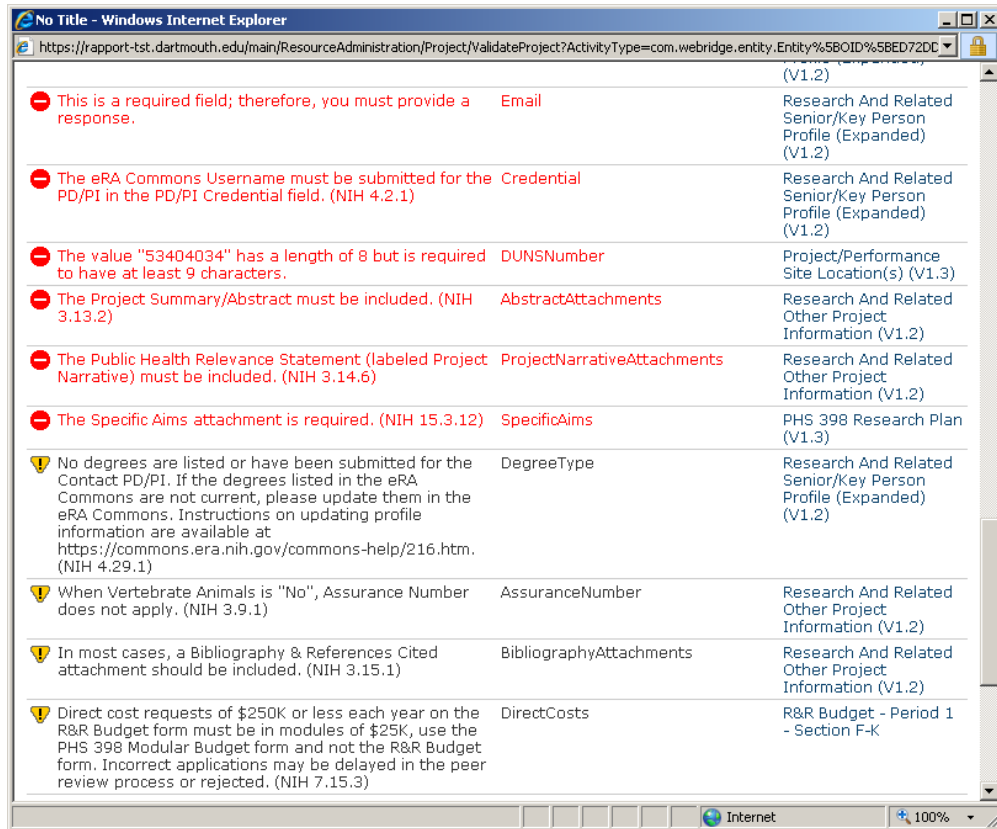 No Title - Windows Internet Explorer
https://rapport-tst.dartmouth.edu/main/ResourceAdministration/Project/ValidateProject?ActivityType=com.webridge.entity.Entity%5BOID%5BED72DD
(V1.2)
This is a required field; therefore, you must provide a Email Research And Related
response. Senior/Key Person
Profile (Expanded)
(V1.2)
The eRA Commons Username must be submitted for the Credential Research And Related
PD/PI in the PD/PI Credential field. (NIH 4.2.1) Senior/Key Person
Profile (Expanded)
(V1.2)
The value "53404034" has a length of 8 but is required DUNSNumber Project/Performance
to have at least 9 characters. Site Location(s) (V1.3)
The Project Summary/Abstract must be included. (NIH AbstractAttachments Research And Related
3.13.2) Other Project
Information (V1.2)
The Public Health Relevance Statement (labeled Project ProjectNarrativeAttachments Research And Related
Narrative) must be included. (NIH 3.14.6) Other Project
Information (V1.2)
The Specific Aims attachment is required. (NIH 15.3.12) SpecificAims PHS 398 Research Plan
(V1.3)
No degrees are listed or have been submitted for the DegreeType Research And Related
Contact PD/PI. If the degrees listed in the eRA Senior/Key Person
Commons are not current, please update them in the Profile (Expanded)
eRA Commons. Instructions on updating profile (V1.2)
information are available at
https://commons.era.nih.gov/commons-help/216.htm.
(NIH 4.29.1)
When Vertebrate Animals is "No", Assurance Number AssuranceNumber Research And Related
does not apply. (NIH 3.9.1) Other Project
Information (V1.2)
In most cases, a Bibliography & References Cited BibliographyAttachments Research And Related
attachment should be included. (NIH 3.15.1) Other Project
Information (V1.2)
Direct cost requests of $250K or less each year on the DirectCosts R&R Budget - Period 1
R&R Budget form must be in modules of $25K, use the - Section F-K
PHS 398 Modular Budget form and not the R&R Budget
form. Incorrect applications may be delayed in the peer
review process or rejected. (NIH 7.15.3)
Internet 100%